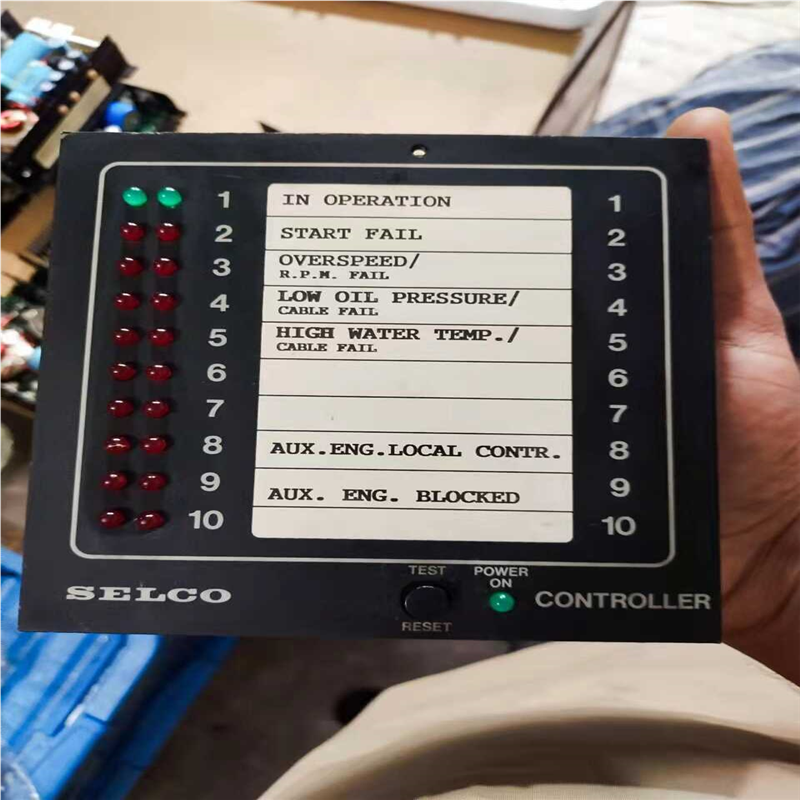 1 IN OPERATION 1
2 START FAIL 2
3 OVERSPEED/ 3
R.P.M. FAIL
4 LOW OIL PRESSURE/ 4
CABLE FAIL
5 HIGH WATER TEMP./ 5
CABLE FAIL
6 6
7 7
8 AUX.ENG.LOCAL CONTR. 8
9 AUX. ENG. BLOCKED 9
10 10
TEST
POWER
ON
SELCO
CONTROLLER
RESET